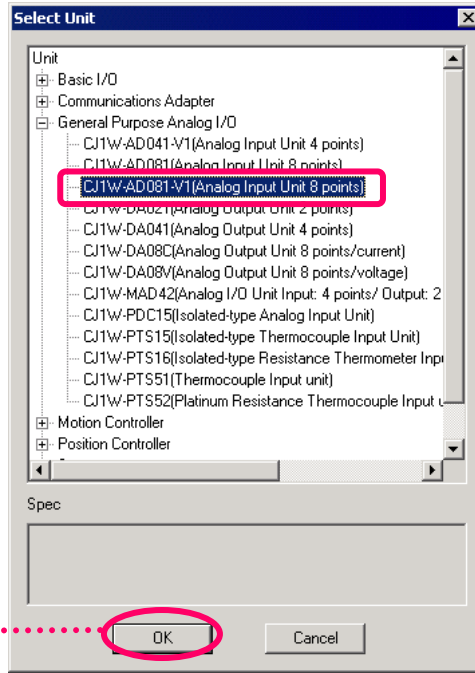 Select Unit
Unit
Basic I/O
Communications Adapter
General Purpose Analog I/O
CJ1W-AD041-V1(Analog Input Unit 4 points)
CJ1W-AD081(Analog Input Unit 8 points)
CJ1W-AD081-V1(Analog Input Unit 8 points)
CJ1W-DA021(Analog Output Unit 2 points)
CJ1W-DA041(Analog Output Unit 4 points)
CJ1W-DA08C(Analog Output Unit 8 points/current)
CJ1W-DA08V(Analog Output Unit 8 points/voltage)
CJ1W-MAD42(Analog I/O Unit Input: 4 points/ Output: 2
CJ1W-PDC15(Isolated-type Analog Input Unit)
CJ1W-PTS15(Isolated-type Thermocouple Input Unit)
CJ1W-PTS16(Isolated-type Resistance Thermometer Inpu
CJ1W-PTS51(Thermocouple Input unit)
CJ1W-PTS52(Platinum Resistance Thermocouple Input u
Motion Controller
Position Controller
Spec
OK
Cancel